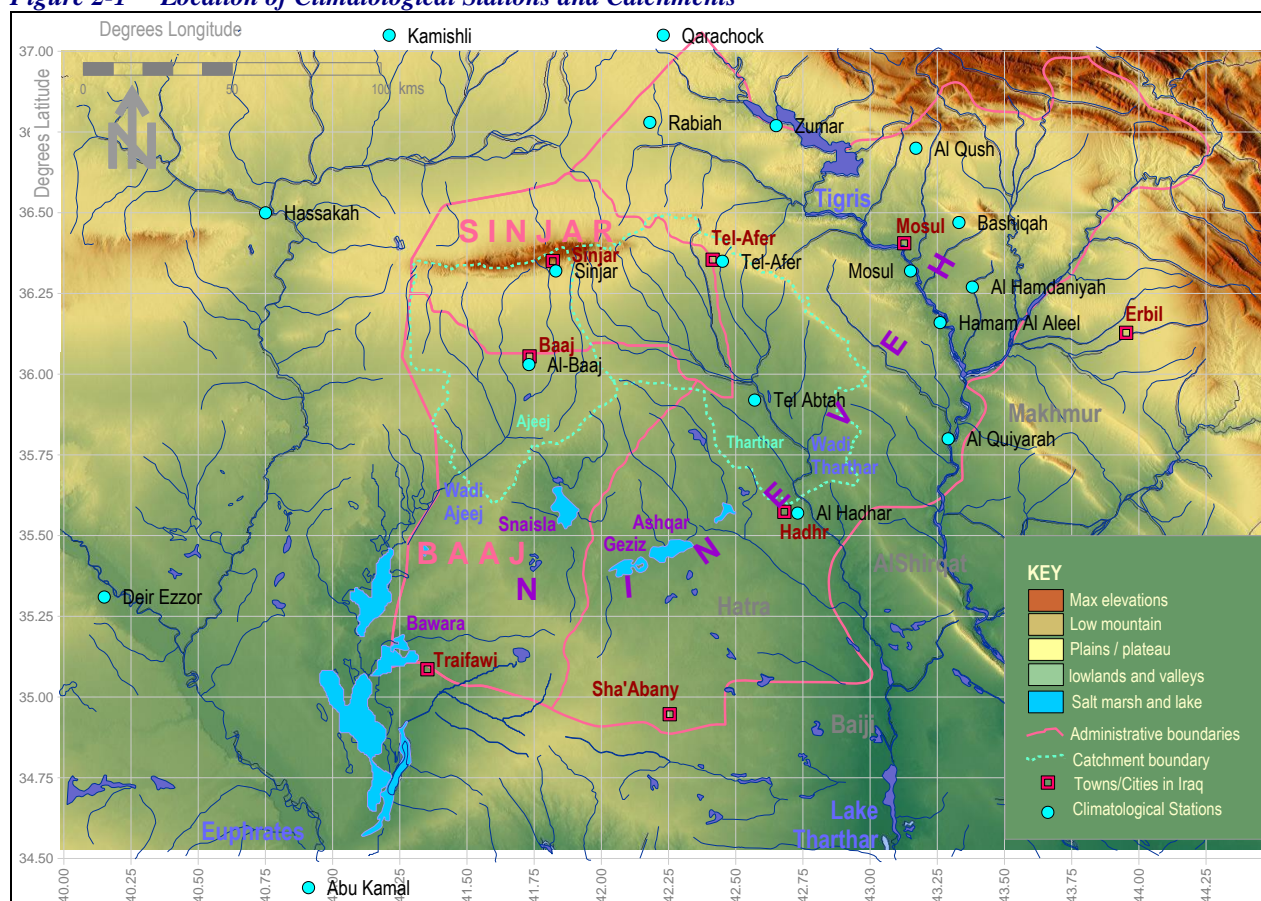 Figure 2-1 Location of Climatological Stations and Catchments
Degrees Longitude
Kamishli
Qarachock
37.00
0 50 100 kms
N
Degrees Latitude
Rabiah
Zumar
36
Al Qush
Hassakah
36.50
Tigris
Bashiqah
SINJAR
Mosul
Tel-Afer
Sinjar
Tel-Afer
Sinjar
Mosul
36.25
Al Hamdaniyah
Hamam Al Aleel
Erbil
Baaj
Al-Baaj
36.00
Tel Abtah
Makhmur
Ajeej
Tharthar
Wadi
Tharthar
Al Quiyarah
35.75
Wadi
Ajeej
Snaisla
Ashqar
Geziz
Al Hadhar
Hadhr
35.50
BAAJ
NINEVEH
AlShirqat
Hatra
Deir Ezzor
35.25
Bawara
Traifawj
Sha'Abany
35.00
Baiji
34.75
Lake
Tharthar
Euphrates
34.50
KEY
Max elevations
Low mountain
Plains / plateau
lowlands and valleys
Salt marsh and lake
Administrative boundaries
Catchment boundary
Towns/Cities in Iraq
Climatological Stations
40.00 40.25 40.50 40.75 40.00 41.25 41.50 41.75 42.00 42.25 42.50 42.75 43.00 43.25 43.50 43.75 44.00 44.25
Abu Kamal